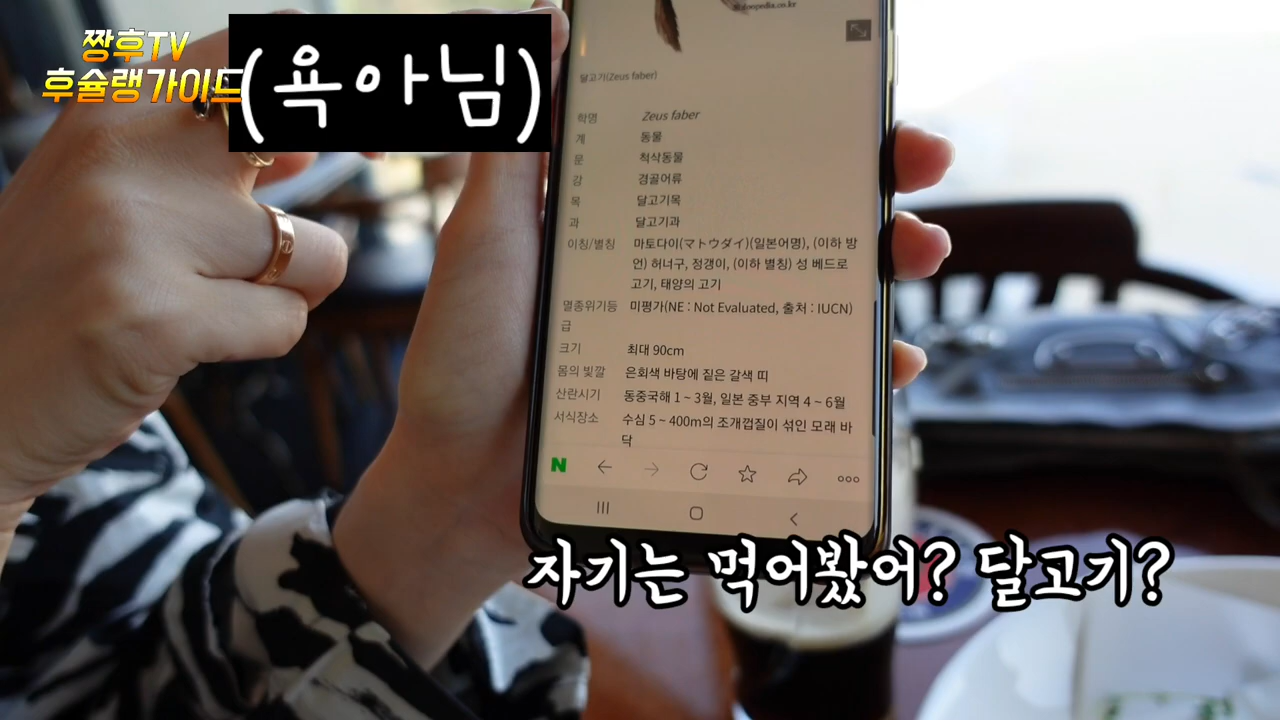 짱후TV
후슐랭가이드
(욕아님)
달고기(Zeus faber)
학명 Zeus faber
계 동물
문 척삭동물
강 경골어류
목 달고기목
과 달고기과
이칭/별칭 마토다이(マトウダイ)(일본어명), (이하 방
언) 허너구, 정갱이, (이하 별칭) 성 베드로
고기, 태양의 고기
멸종위기등 미평가(NE : Not Evaluated, 출처 : IUCN)
급
크기 최대 90cm
몸의 빛깔 은회색 바탕에 짙은 갈색 띠
산란시기 동중국해 1 ~ 3월, 일본 중부 지역 4 ~ 6월
서식장소 수심 5 ~ 400m의 조개껍질이 섞인 모래 바
닥
N
자기는 먹어봤어? 달고기?